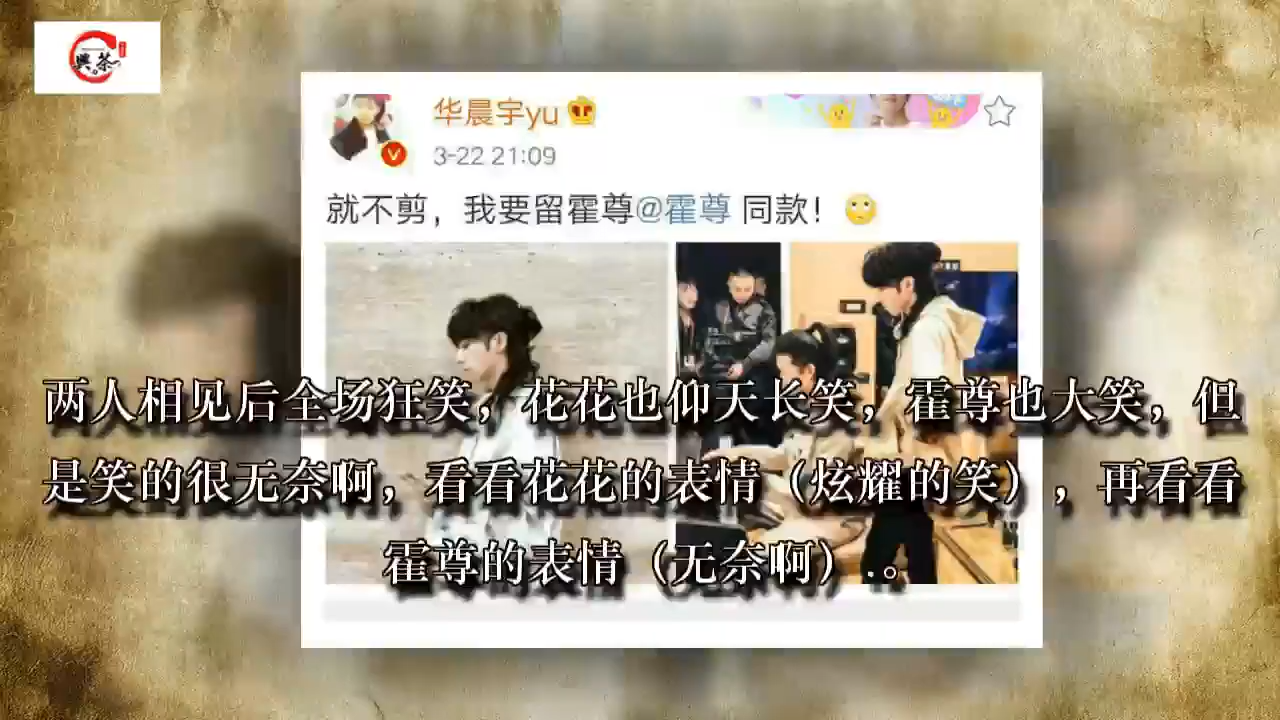 興茶
华晨宇yu
3-22 21:09
就不剪，我要留霍尊@霍尊 同款！
两人相见后全场狂笑，花花也仰天长笑，霍尊也大笑，但
是笑的很无奈啊，看看花花的表情（炫耀的笑），再看看
霍尊的表情（无奈啊）.。